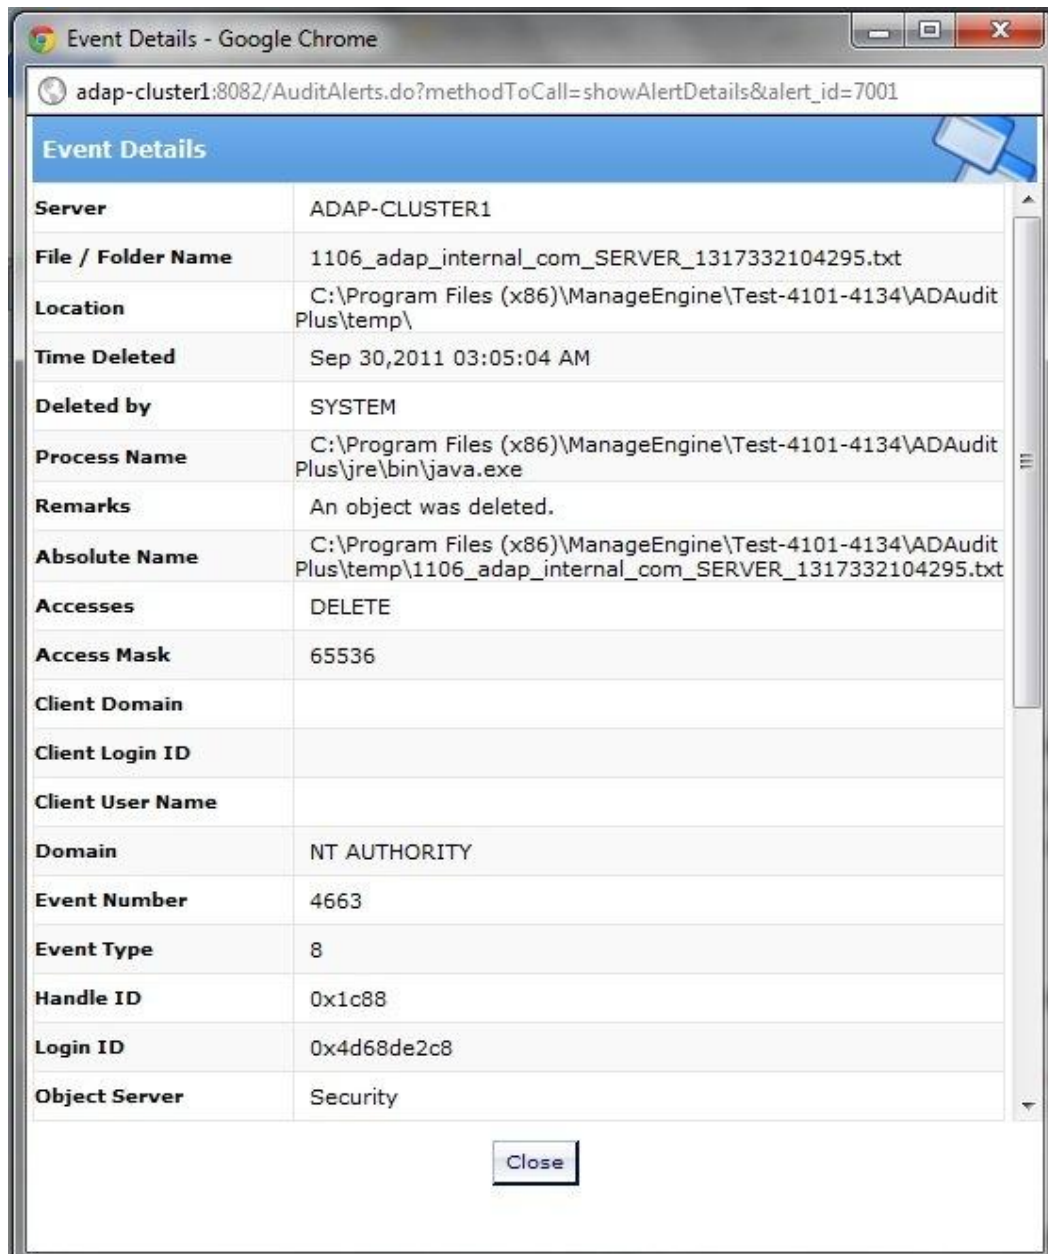 Event Details - Google Chrome
adap-cluster1:8082/AuditAlerts.do?methodToCall=showAlertDetails&alert_id=7001
Event Details
Server ADAP-CLUSTER1
File / Folder Name 1106_adap_internal_com_SERVER_1317332104295.txt
Location C:\Program Files (x86)\ManageEngine\Test-4101-4134\ADAudit
Plus\temp\
Time Deleted Sep 30,2011 03:05:04 AM
Deleted by SYSTEM
Process Name C:\Program Files (x86)\ManageEngine\Test-4101-4134\ADAudit
Plus\jre\bin\java.exe
Remarks An object was deleted.
Absolute Name C:\Program Files (x86)\ManageEngine\Test-4101-4134\ADAudit
Plus\temp\1106_adap_internal_com_SERVER_1317332104295.txt
Accesses DELETE
Access Mask 65536
Client Domain
Client Login ID
Client User Name
Domain NT AUTHORITY
Event Number 4663
Event Type 8
Handle ID 0x1c88
Login ID 0x4d68de2c8
Object Server Security
Close